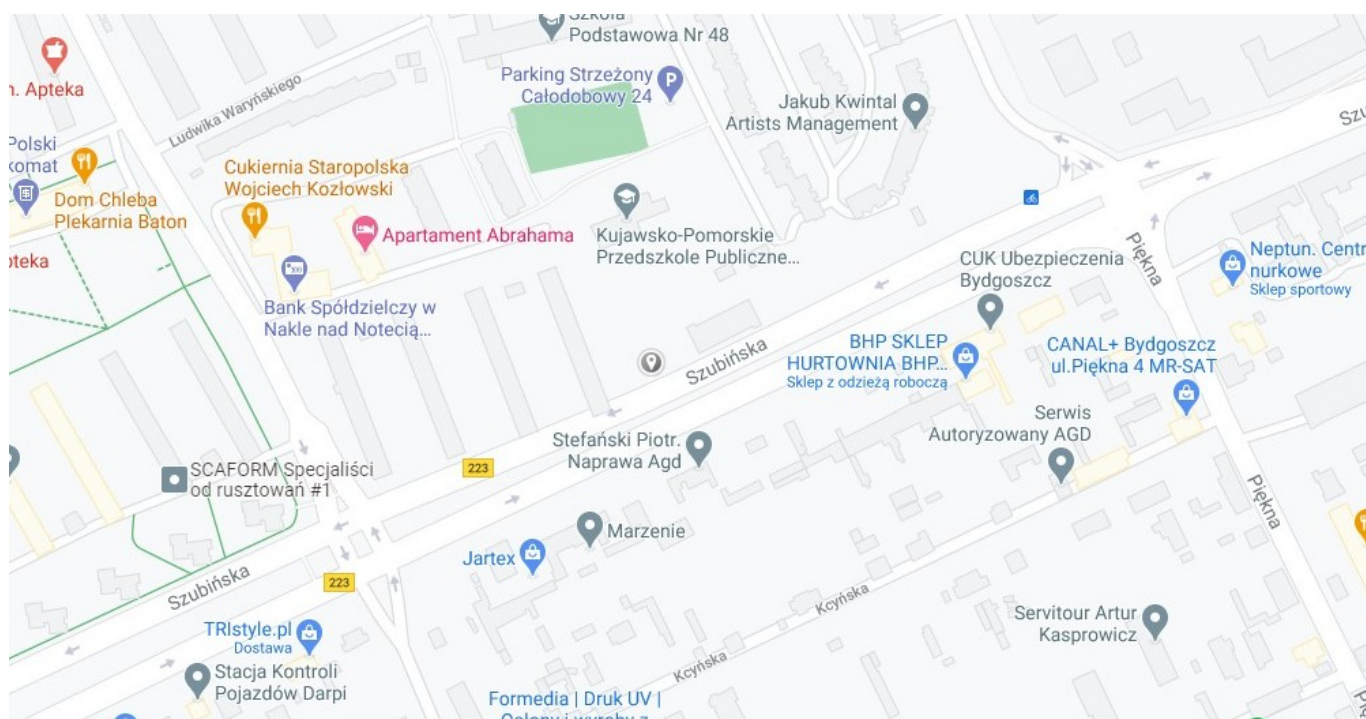 Szkoła
Podstawowa Nr 48
n. Apteka
Parking Strzeżony
Całodobowy 24
P
Ludwika Waryńskiego
Jakub Kwintal
Artists Management
Szu
Polski
komat
Cukiernia Staropolska
Wojciech Kozłowski
Dom Chleba
Plekarnia Baton
Apartament Abrahama
Kujawsko-Pomorskie
Przedszkole Publiczne...
Piękna
CUK Ubezpieczenia
Bydgoszcz
Neptun. Centr
nurkowe
Sklep sportowy
oteka
Bank Spółdzielczy w
Nakle nad Notecią...
Szubińska
BHP SKLEP
HURTOWNIA BHP...
Sklep z odzieżą roboczą
CANAL+ Bydgoszcz
ul.Piękna 4 MR-SAT
Serwis
Autoryzowany AGD
Stefański Piotr.
Naprawa Agd
223
SCAFORM Specjaliści
od rusztowań #1
Piękna
Marzenie
Jartex
223
Szubińska
Kcyńska
Servitour Artur
Kasprowicz
TRIstyle.pl
Dostawa
Stacja Kontroli
Pojazdów Darpi
Kcyńska
Formedia | Druk UV |